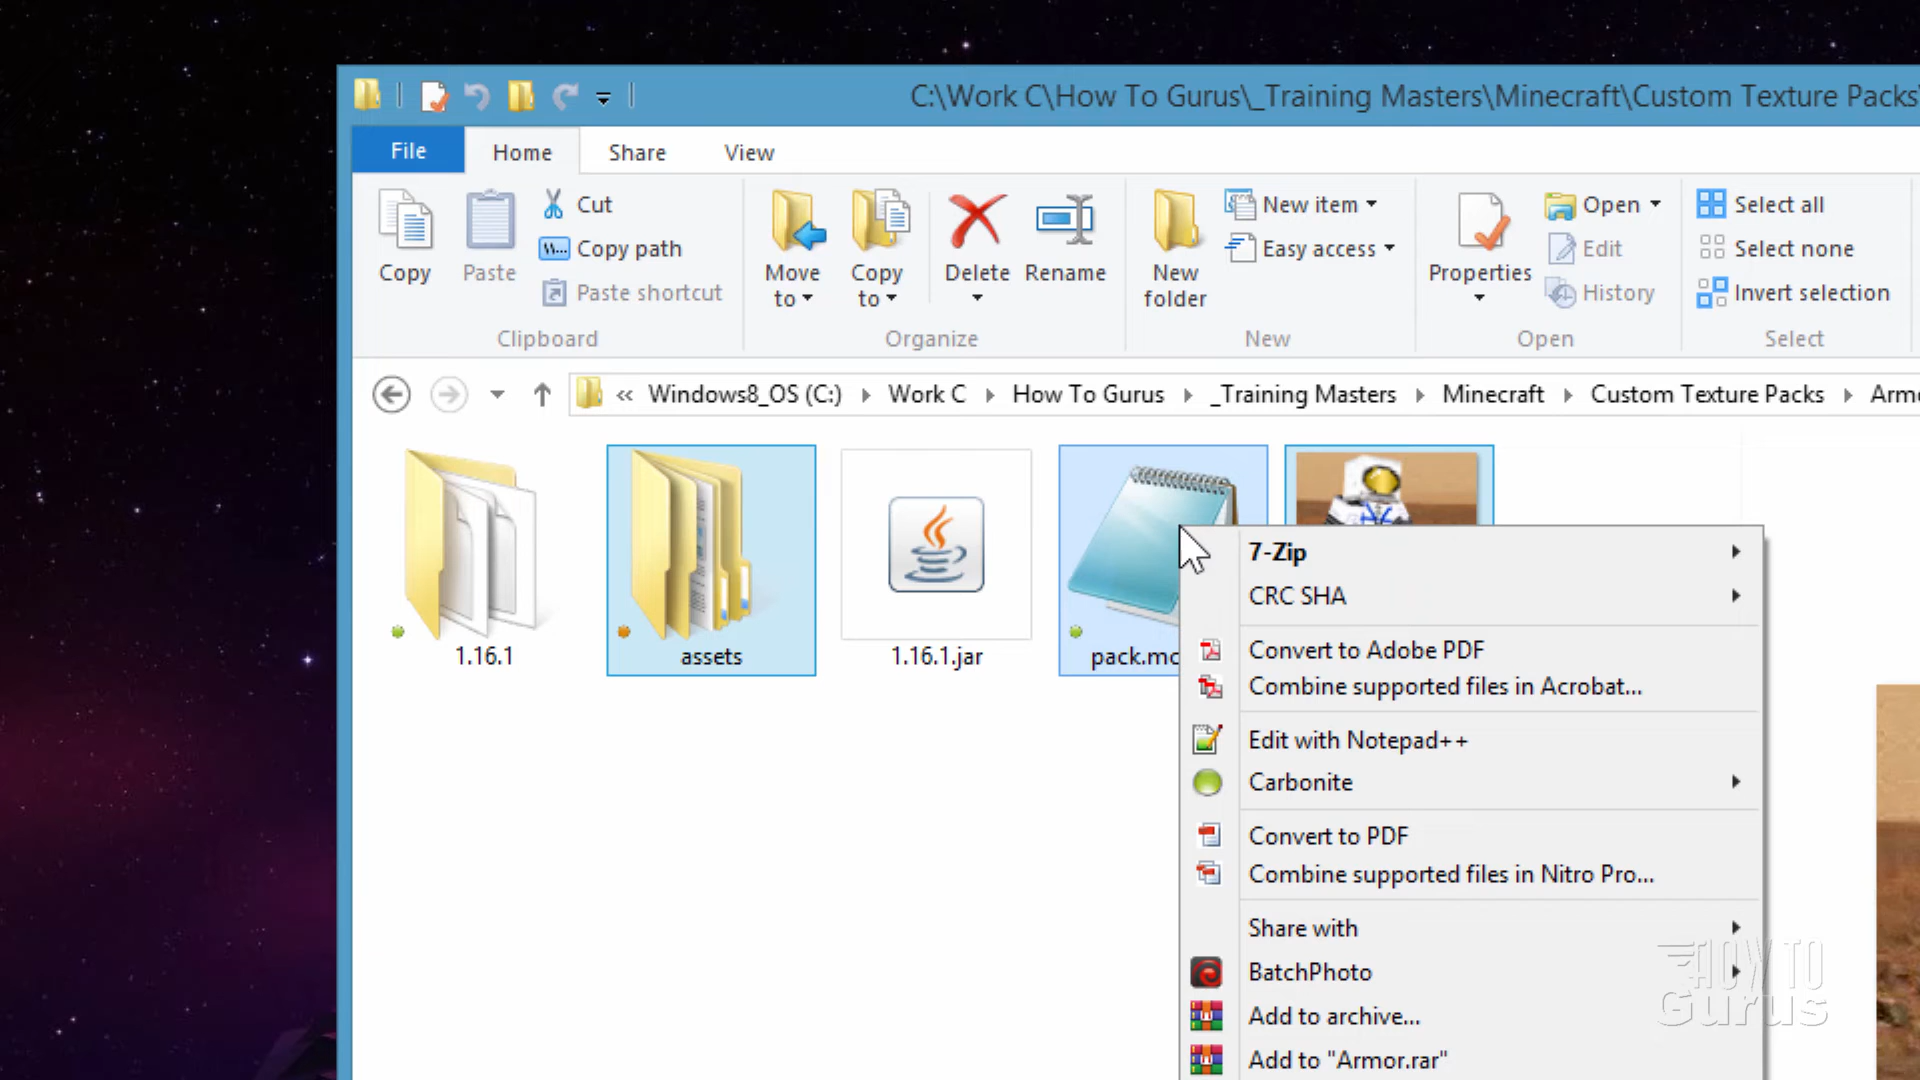 C:\Work C\How To Gurus\_Training Masters\Minecraft\Custom Texture Packs\
File Home Share View
Copy
Paste
Cut
Copy path
Paste shortcut
Clipboard
Move to
Copy to
Delete
Rename
Organize
New folder
New item
Easy access
New
Properties
Open
Edit
History
Open
Select all
Select none
Invert selection
Select
« Windows8_OS (C:) Work C How To Gurus _Training Masters Minecraft Custom Texture Packs Armo
1.16.1
assets
1.16.1.jar
pack.mc
7-Zip
CRC SHA
Convert to Adobe PDF
Combine supported files in Acrobat...
Edit with Notepad++
Carbonite
Convert to PDF
Combine supported files in Nitro Pro...
Share with
BatchPhoto
Add to archive...
Add to "Armor.rar"
HOW TO
Gurus